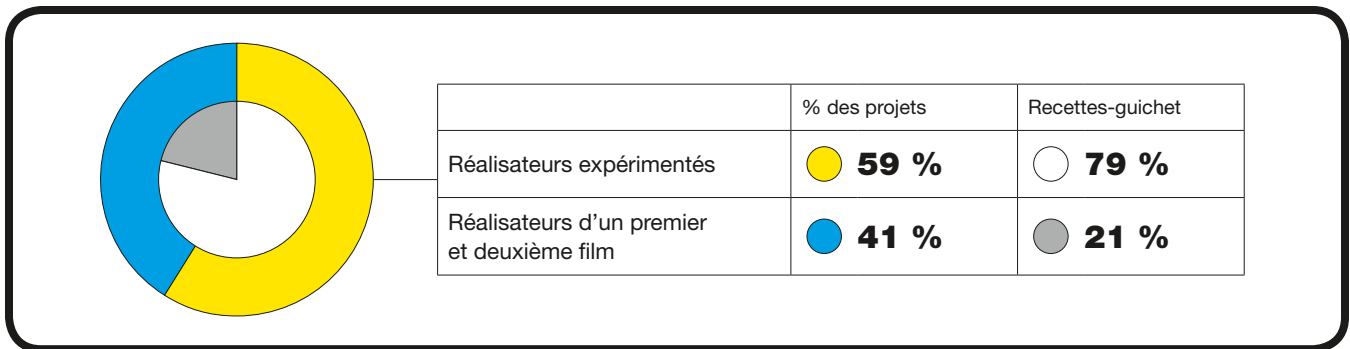 % des projets
Recettes-guichet
Réalisateurs expérimentés
59 %
79 %
Réalisateurs d’un premier
et deuxième film
41 %
21 %